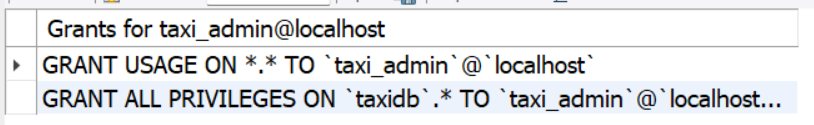 Grants for taxi_admin@localhost
GRANT USAGE ON *.* TO `taxi_admin`@`localhost`
GRANT ALL PRIVILEGES ON `taxidb`.* TO `taxi_admin`@`localhost...